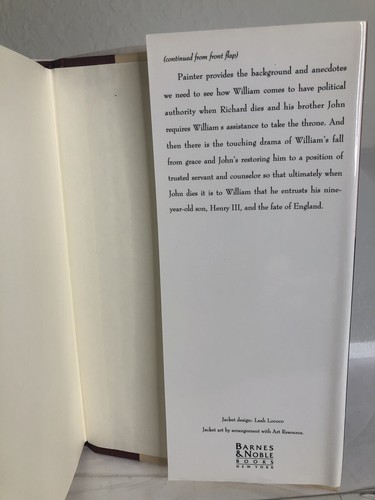 (continued from front flap)
Painter provides the background and anecdotes
we need to see how William comes to have political
authority when Richard dies and his brother John
requires William s assistance to take the throne. And
then there is the touching drama of William's fall
from grace and John's restoring him to a position of
trusted servant and counselor so that ultimately when
John dies it is to William that he entrusts his nine-
year-old son, Henry III, and the fate of England.
Jacket design: Leah Lococo
Jacket art by arrangement with Art Resource.
BARNES
& NOBLE
BOOKS
NEW YORK